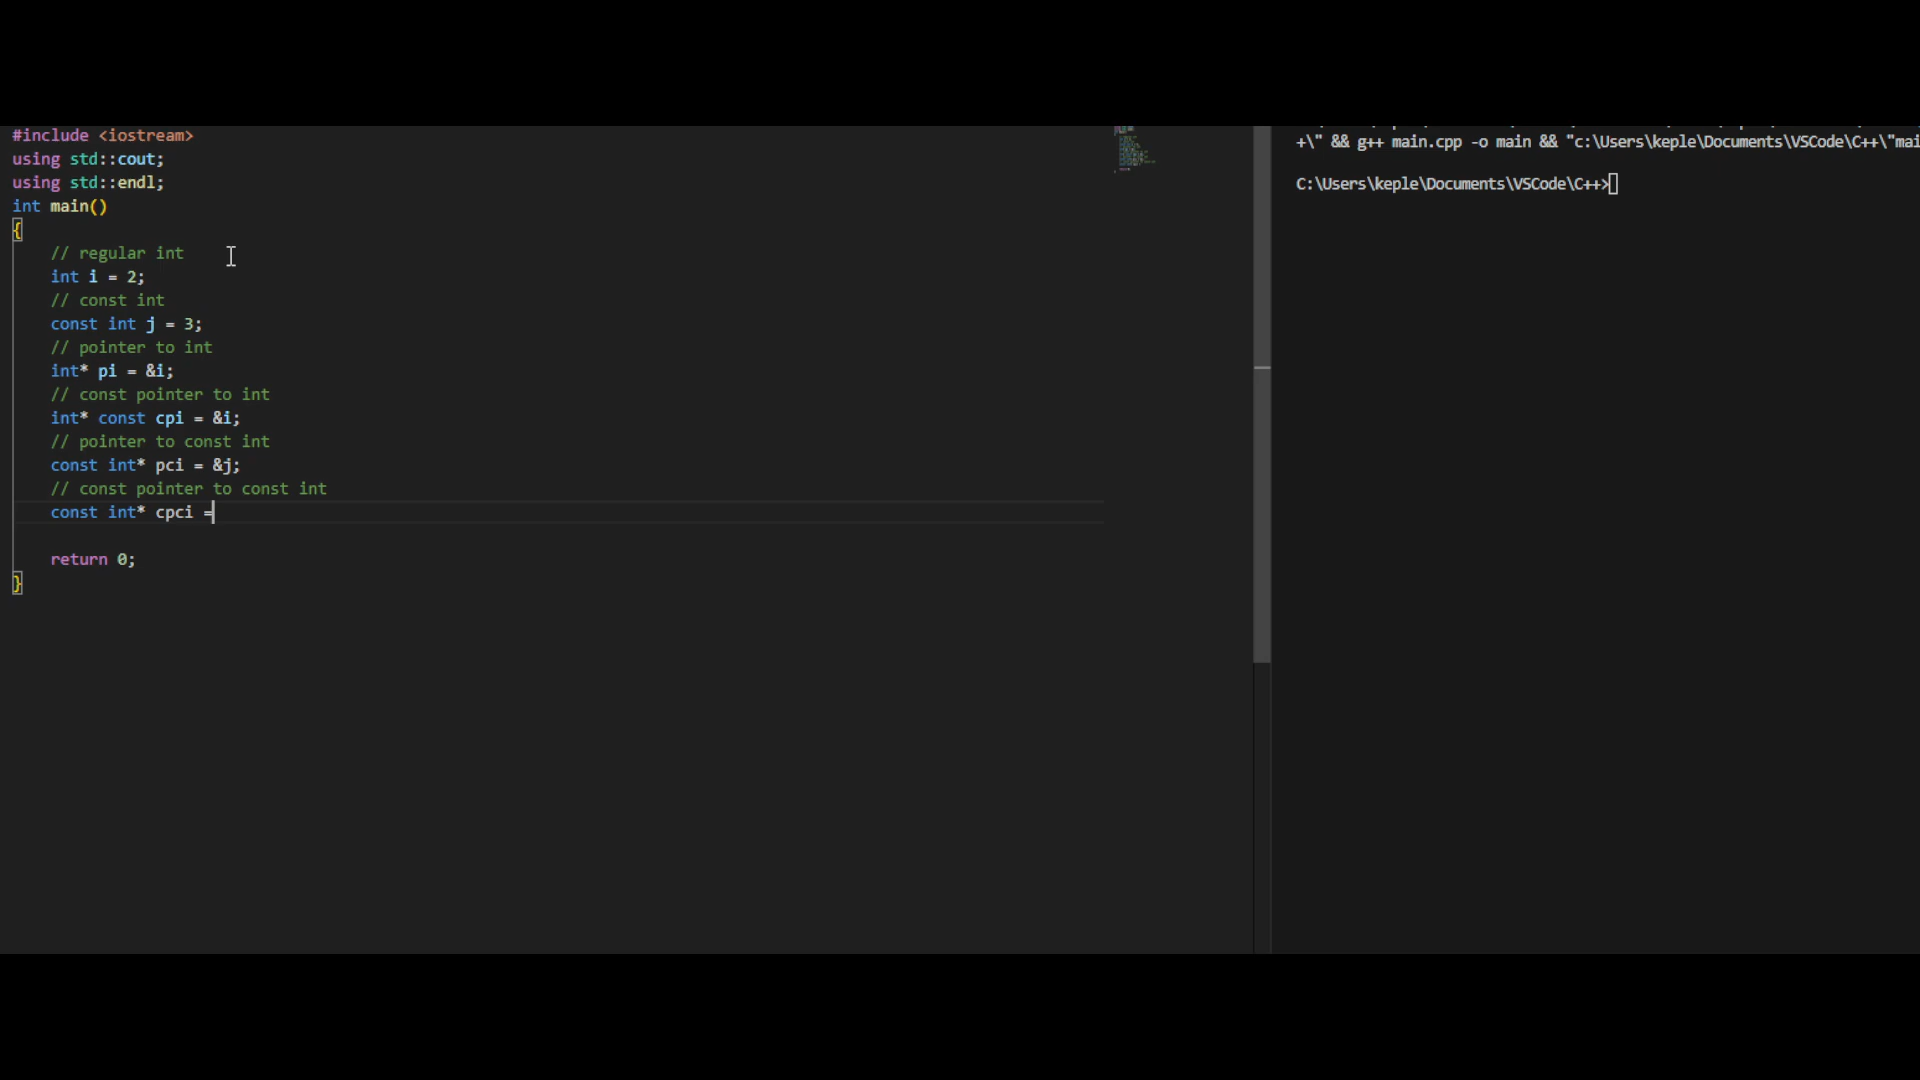 #include <iostream>
using std::cout;
using std::endl;
int main()
{
// regular int
int i = 2;
// const int
const int j = 3;
// pointer to int
int* pi = &i;
// const pointer to int
int* const cpi = &i;
// pointer to const int
const int* pci = &j;
// const pointer to const int
const int* cpci =
return 0;
}
+\" && g++ main.cpp -o main && "c:\Users\keple\Documents\VSCode\C++\"mai
C:\Users\keple\Documents\VSCode\C++>